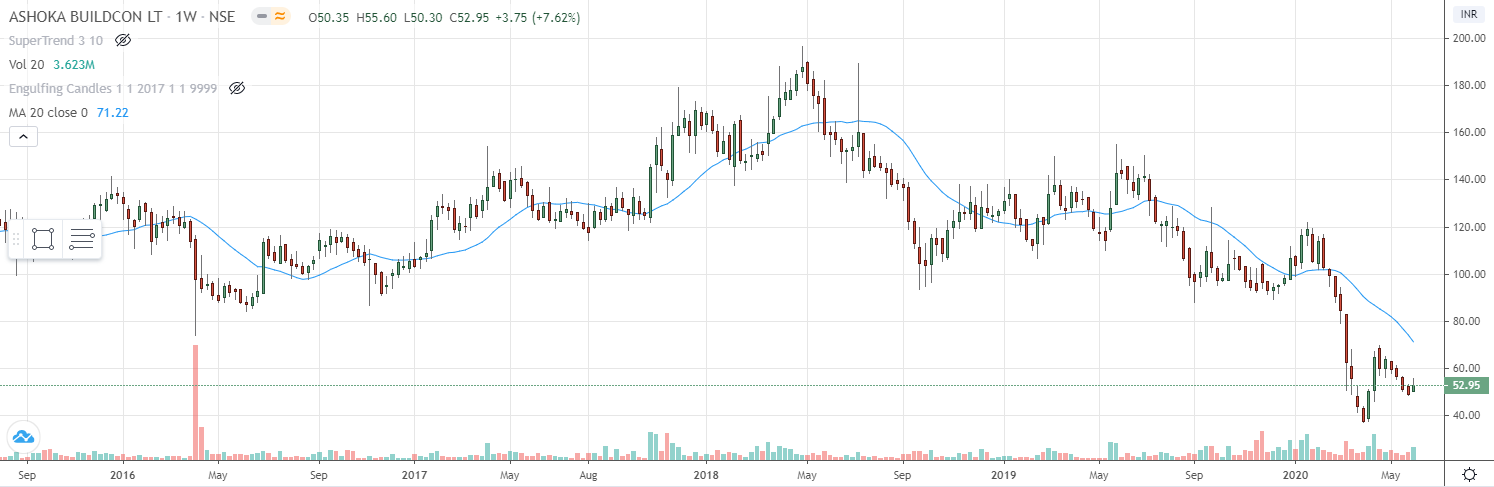 ASHOKA BUILDCON LT · 1W · NSE O50.35 H55.60 L50.30 C52.95 +3.75 (+7.62%) INR
SuperTrend 3 10
200.00
Vol 20 3.623M
Engulfing Candles 1 1 2017 1 1 9999
180.00
MA 20 close 0 71.22
160.00
140.00
120.00
100.00
80.00
60.00
52.95
40.00
Sep 2016 May Sep 2017 May Aug 2018 May Sep 2019 May Sep 2020 May